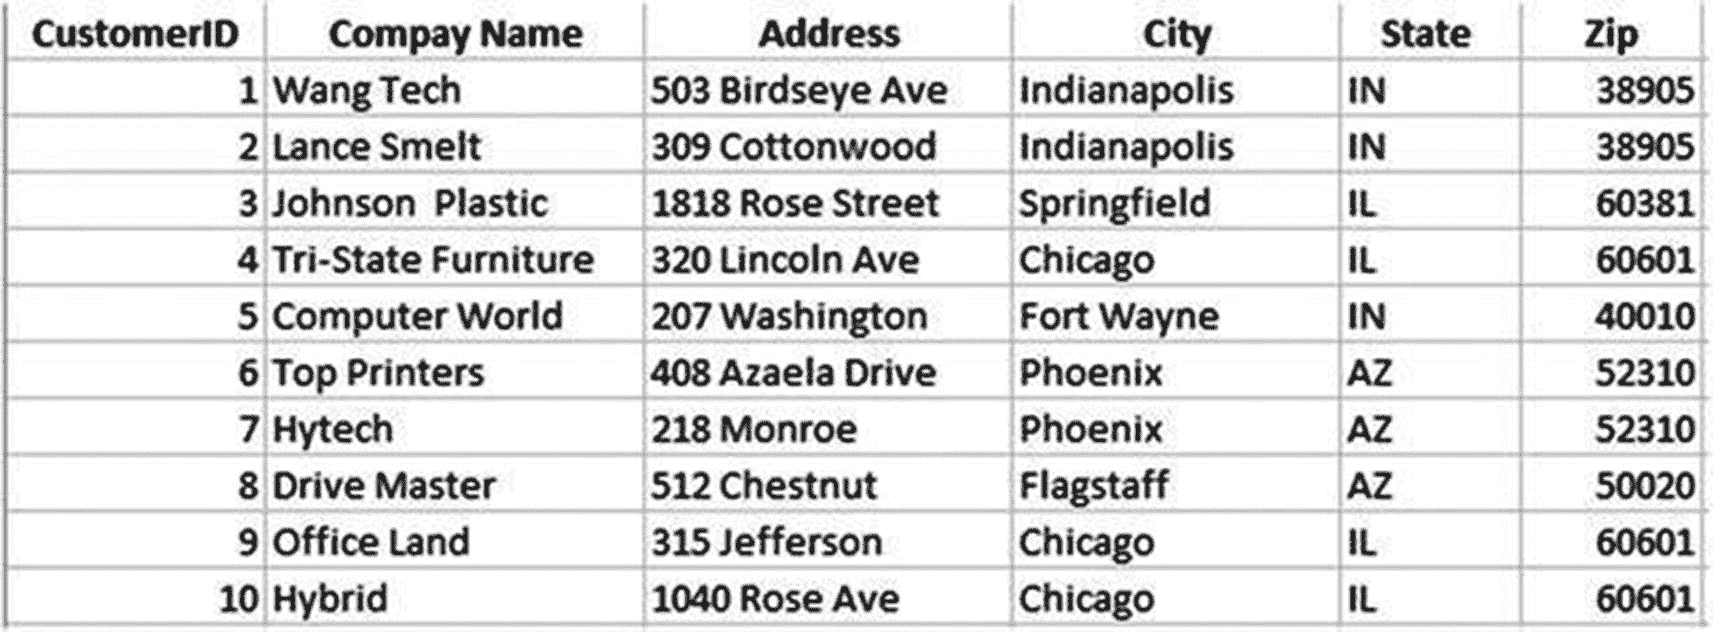 CustomerID Compay Name Address City State Zip
1 Wang Tech 503 Birdseye Ave Indianapolis IN 38905
2 Lance Smelt 309 Cottonwood Indianapolis IN 38905
3 Johnson  Plastic 1818 Rose Street Springfield IL 60381
4 Tri-State Furniture 320 Lincoln Ave Chicago IL 60601
5 Computer World 207 Washington Fort Wayne IN 40010
6 Top Printers 408 Azaela Drive Phoenix AZ 52310
7 Hytech 218 Monroe Phoenix AZ 52310
8 Drive Master 512 Chestnut Flagstaff AZ 50020
9 Office Land 315 Jefferson Chicago IL 60601
10 Hybrid 1040 Rose Ave Chicago IL 60601